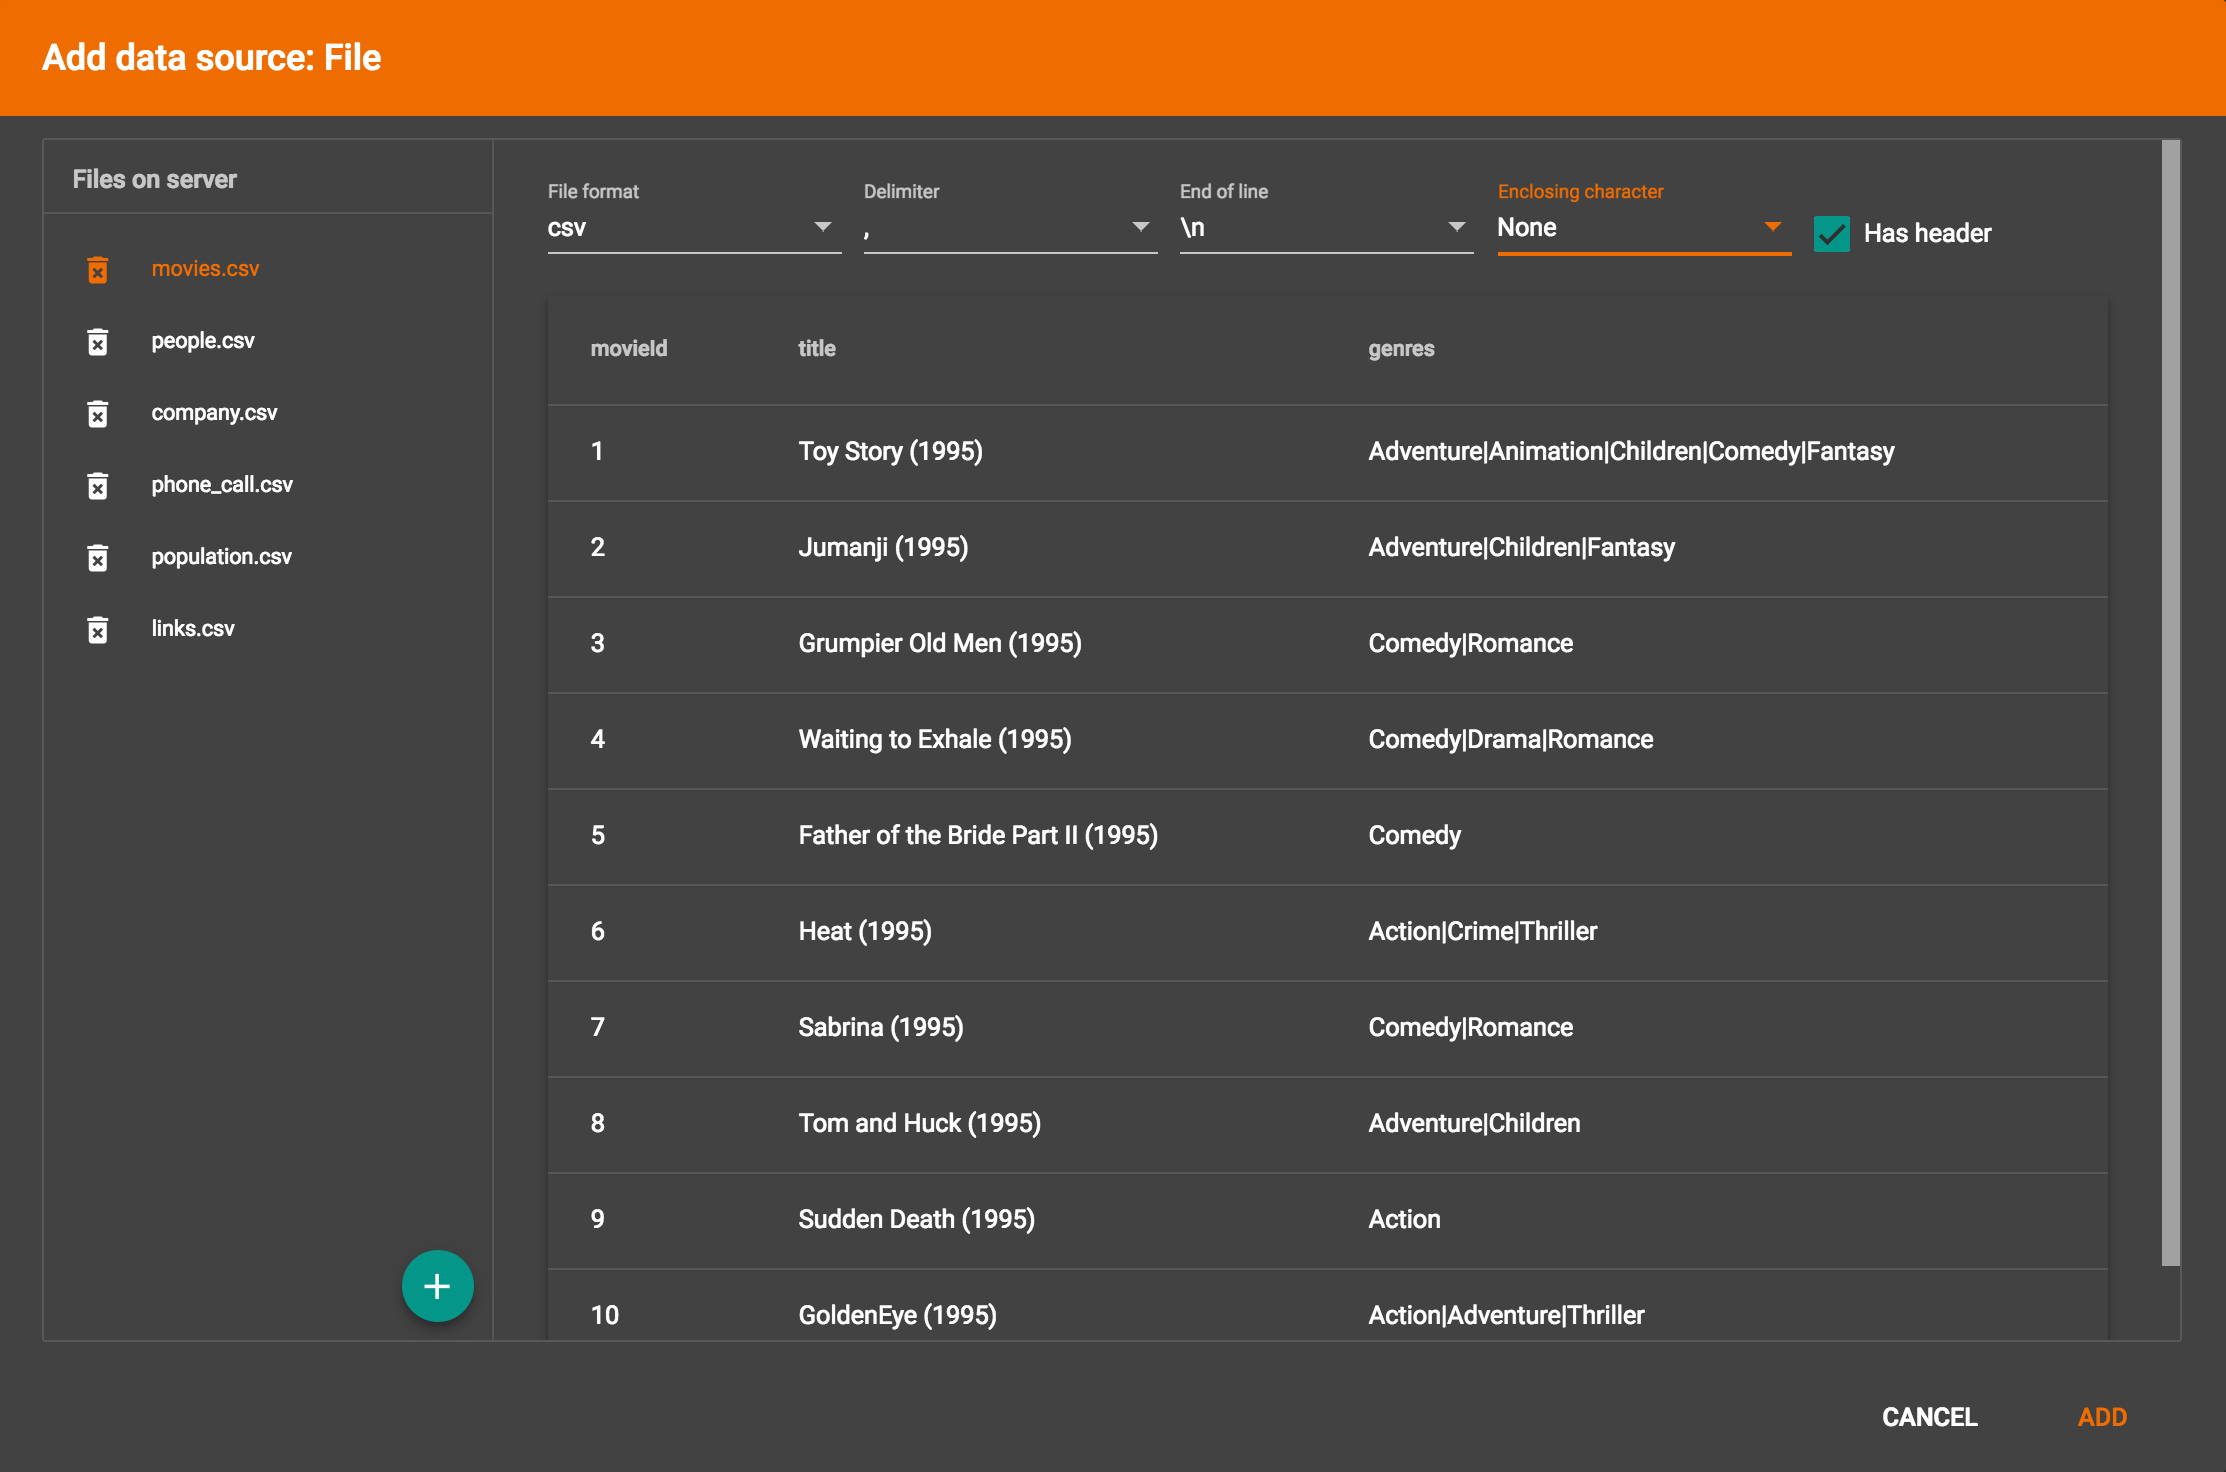 Add data source: File
Files on server
movies.csv
people.csv
company.csv
phone_call.csv
population.csv
links.csv
File format Delimiter End of line Enclosing character
csv , \n None Has header
movieId title genres
1 Toy Story (1995) Adventure|Animation|Children|Comedy|Fantasy
2 Jumanji (1995) Adventure|Children|Fantasy
3 Grumpier Old Men (1995) Comedy|Romance
4 Waiting to Exhale (1995) Comedy|Drama|Romance
5 Father of the Bride Part II (1995) Comedy
6 Heat (1995) Action|Crime|Thriller
7 Sabrina (1995) Comedy|Romance
8 Tom and Huck (1995) Adventure|Children
9 Sudden Death (1995) Action
10 GoldenEye (1995) Action|Adventure|Thriller
CANCEL ADD